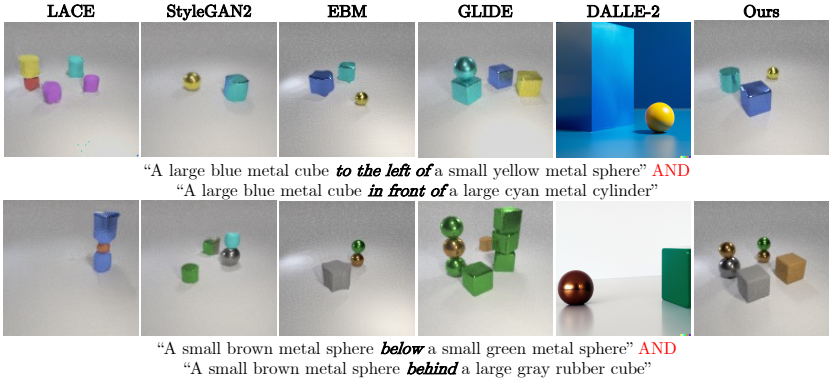 LACE StyleGAN2 EBM GLIDE DALLE-2 Ours
“A large blue metal cube to the left of a small yellow metal sphere” AND
“A large blue metal cube in front of a large cyan metal cylinder”
“A small brown metal sphere below a small green metal sphere” AND
“A small brown metal sphere behind a large gray rubber cube”